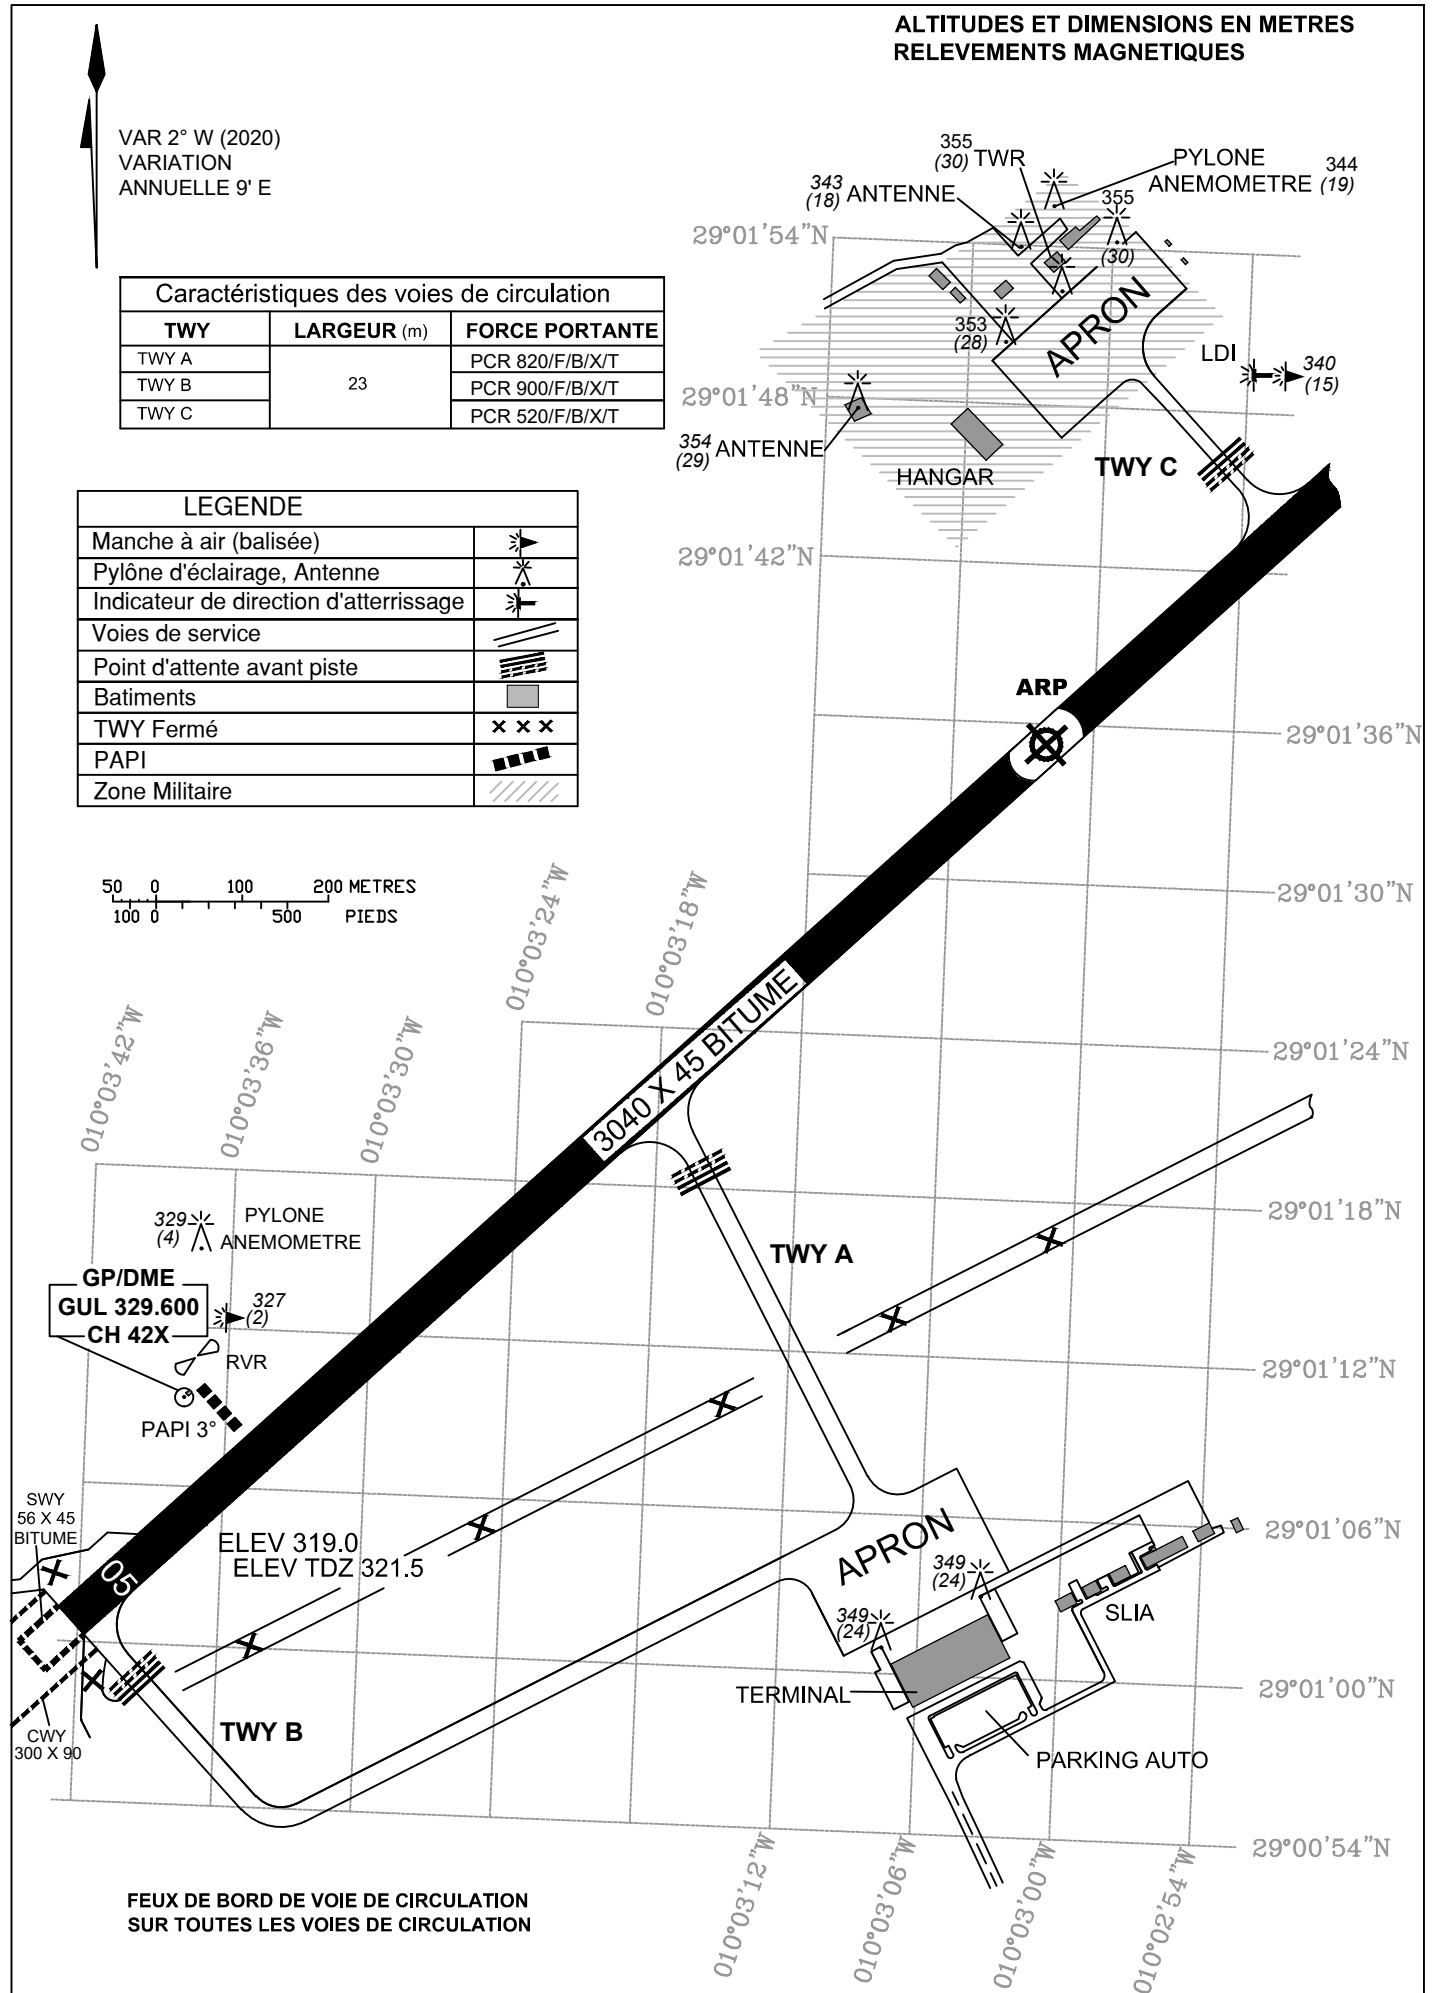 ALTITUDES ET DIMENSIONS EN METRES
RELEVEMENTS MAGNETIQUES
VAR 2° W (2020)
VARIATION
ANNUELLE 9' E
355
(30) TWR
PYLONE
ANEMOMETRE
344
(19)
343
(18)
ANTENNE
355
(30)
29°01'54"N
353
(28)
APRON
LDI
340
(15)
29°01'48"N
354
(29)
ANTENNE
HANGAR
TWY C
29°01'42"N
Caractéristiques des voies de circulation
TWY LARGEUR (m) FORCE PORTANTE
TWY A PCR 820/F/B/X/T
TWY B 23 PCR 900/F/B/X/T
TWY C PCR 520/F/B/X/T
LEGENDE
Manche à air (balisée)
Pylône d'éclairage, Antenne
Indicateur de direction d'atterrissage
Voies de service
Point d'attente avant piste
Batiments
TWY Fermé
PAPI
Zone Militaire
ARP
29°01'36"N
50 0 100 200 METRES
100 0 500 PIEDS
29°01'30"N
010°03'24"W
010°03'18"W
3040 X 45 BITUME
010°03'42"W
010°03'36"W
010°03'30"W
29°01'24"N
29°01'18"N
329
(4)
PYLONE
ANEMOMETRE
TWY A
GP/DME
GUL 329.600
CH 42X
327
(2)
RVR
PAPI 3°
29°01'12"N
SWY
56 X 45
BITUME
05
ELEV 319.0
ELEV TDZ 321.5
APRON
29°01'06"N
349
(24)
349
(24)
SLIA
TERMINAL
29°01'00"N
CWY
300 X 90
TWY B
PARKING AUTO
29°00'54"N
010°03'12"W
010°03'06"W
010°03'00"W
010°02'54"W
FEUX DE BORD DE VOIE DE CIRCULATION
SUR TOUTES LES VOIES DE CIRCULATION